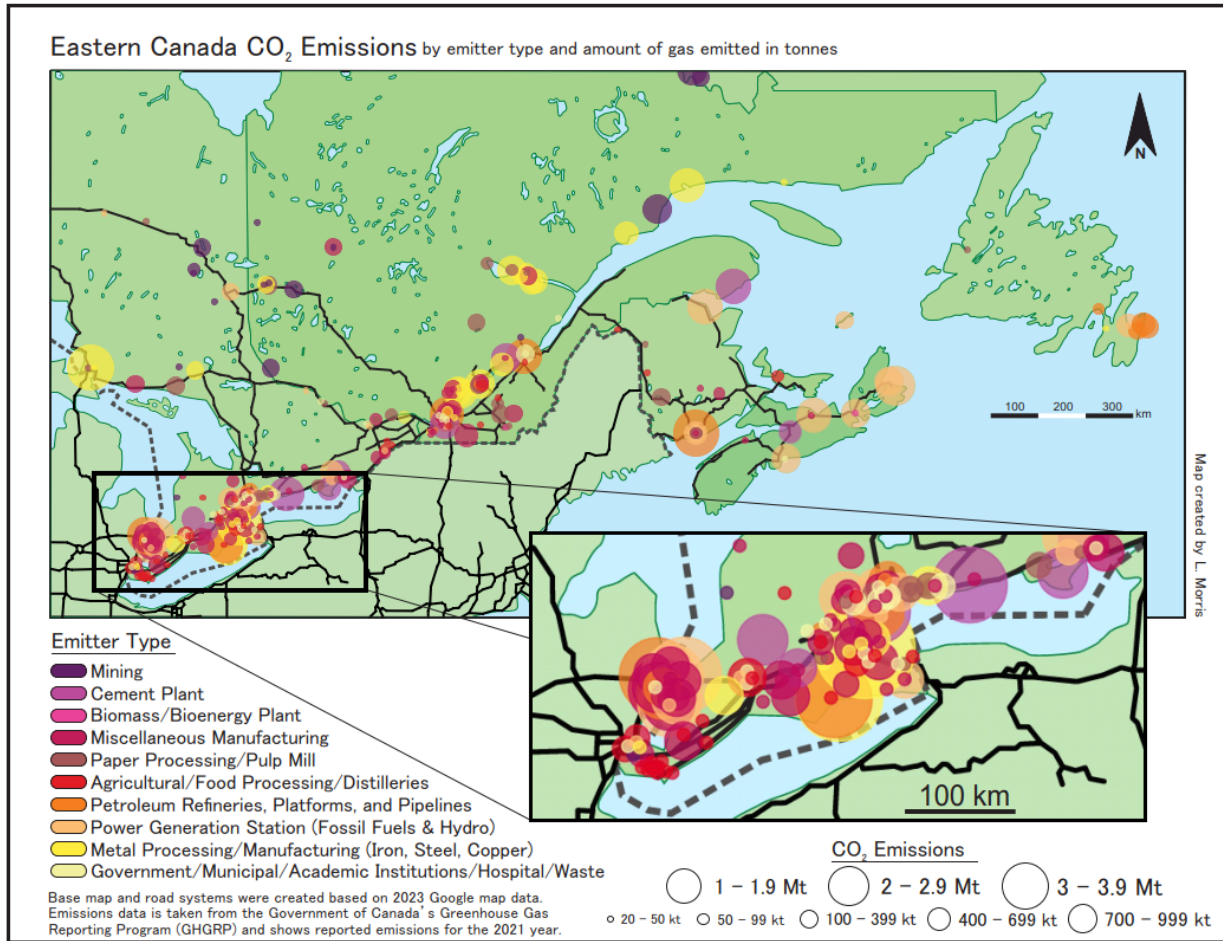 Eastern Canada CO₂ Emissions by emitter type and amount of gas emitted in tonnes
N
100 200 300 km
Map created by L. Morris
100 km
Emitter Type
Mining
Cement Plant
Biomass/Bioenergy Plant
Miscellaneous Manufacturing
Paper Processing/Pulp Mill
Agricultural/Food Processing/Distilleries
Petroleum Refineries, Platforms, and Pipelines
Power Generation Station (Fossil Fuels & Hydro)
Metal Processing/Manufacturing (Iron, Steel, Copper)
Government/Municipal/Academic Institutions/Hospital/Waste
Base map and road systems were created based on 2023 Google map data.
Emissions data is taken from the Government of Canada's Greenhouse Gas
Reporting Program (GHGRP) and shows reported emissions for the 2021 year.
CO₂ Emissions
1 – 1.9 Mt 2 – 2.9 Mt 3 – 3.9 Mt
20 – 50 kt 50 – 99 kt 100 – 399 kt 400 – 699 kt 700 – 999 kt